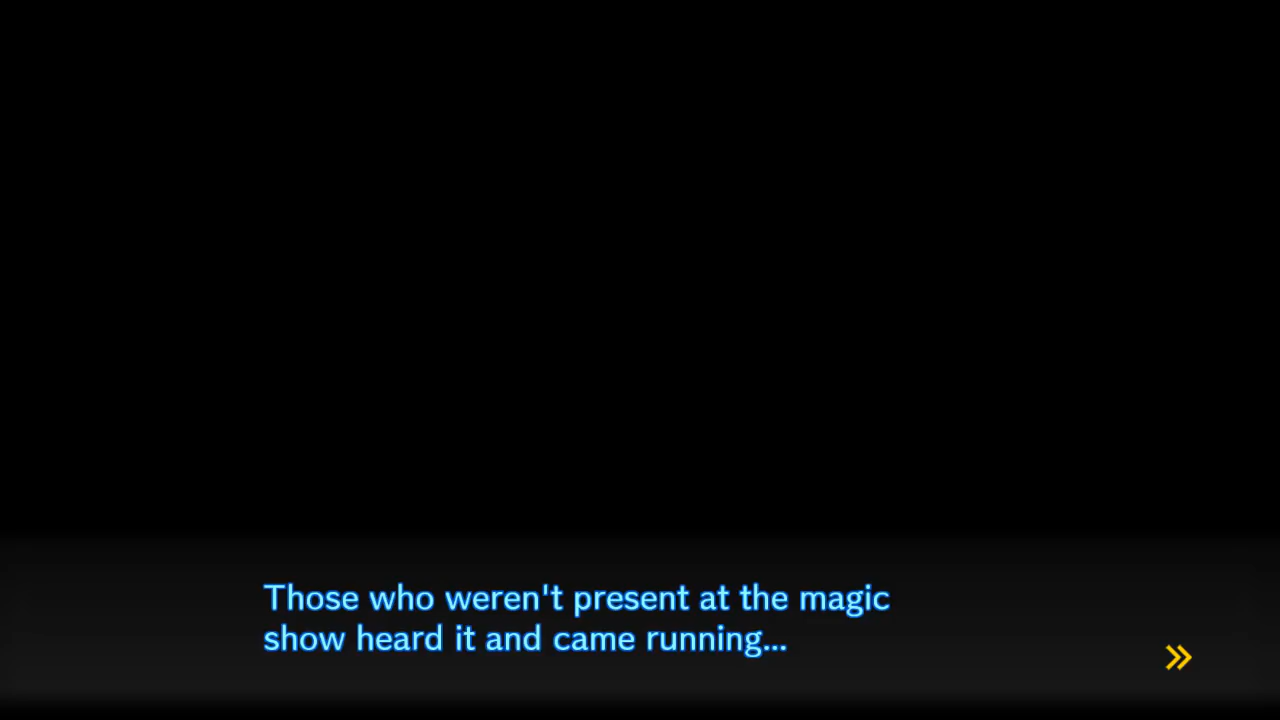 Those who weren't present at the magic
show heard it and came running...